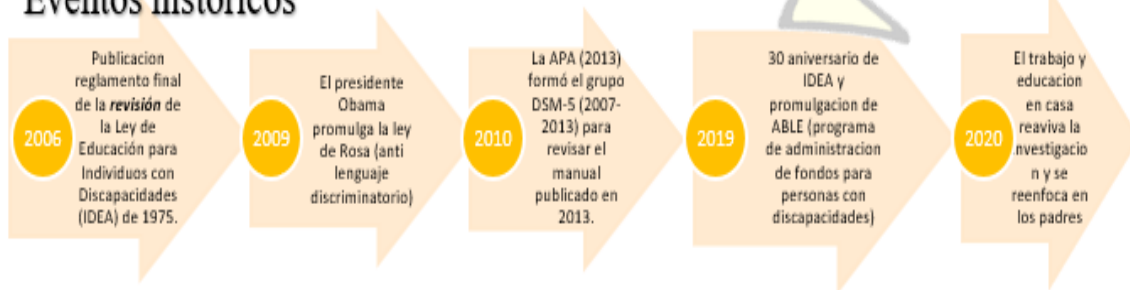 Eventos históricos
2006
Publicacion
reglamento final
de la revisión de
la Ley de
Educación para
Individuos con
Discapacidades
(IDEA) de 1975.
2009
El presidente
Obama
promulga la ley
de Rosa (anti
lenguaje
discriminatorio)
2010
La APA (2013)
formó el grupo
DSM-5 (2007-
2013) para
revisar el
manual
publicado en
2013.
2019
30 aniversario de
IDEA y
promulgacion de
ABLE (programa
de administracion
de fondos para
personas con
discapacidades)
2020
El trabajo y
educacion
en casa
reaviva la
nvestigacio
n y se
reenfoca en
los padres